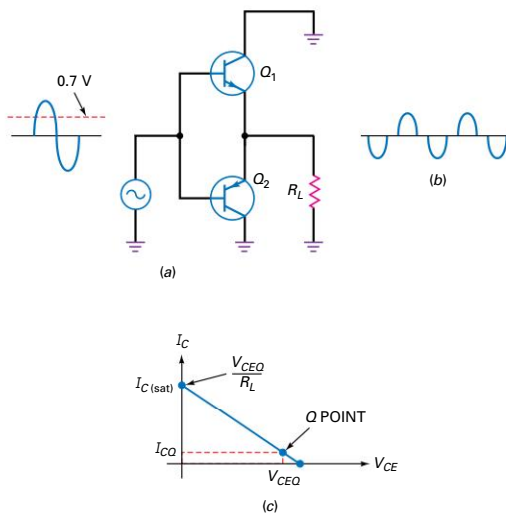 0.7 V
Q1
Q2
RL
(a)
(b)
IC
IC (sat)
VCEQ
RL
Q POINT
ICQ
VCEQ
VCE
(c)